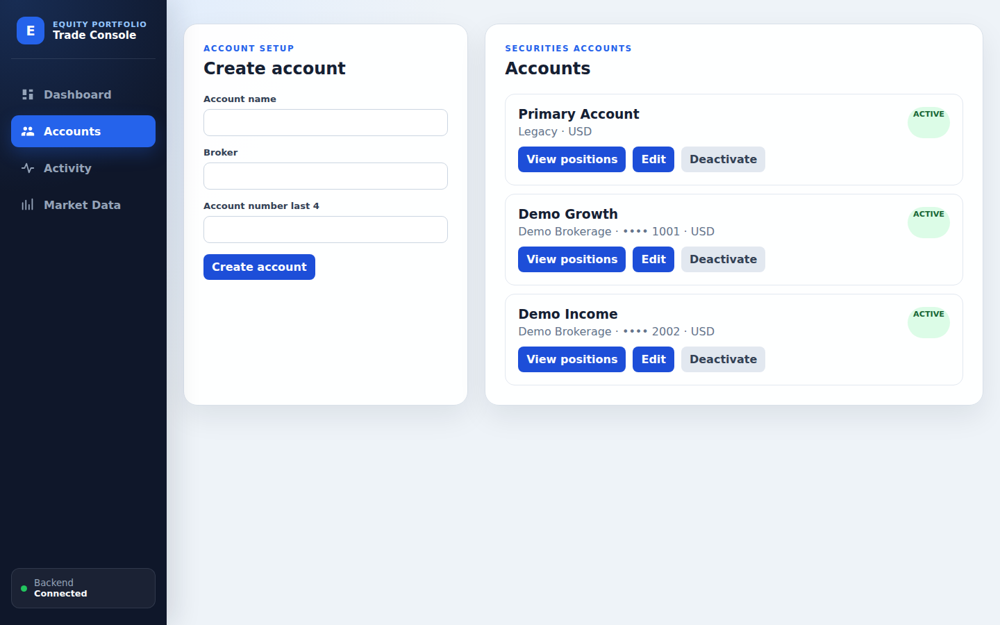 E
EQUITY PORTFOLIO
Trade Console
Dashboard
Accounts
Activity
Market Data
Backend
Connected
ACCOUNT SETUP
Create account
Account name
Broker
Account number last 4
Create account
SECURITIES ACCOUNTS
Accounts
Primary Account
ACTIVE
Legacy · USD
View positions Edit Deactivate
Demo Growth
ACTIVE
Demo Brokerage · •••• 1001 · USD
View positions Edit Deactivate
Demo Income
ACTIVE
Demo Brokerage · •••• 2002 · USD
View positions Edit Deactivate